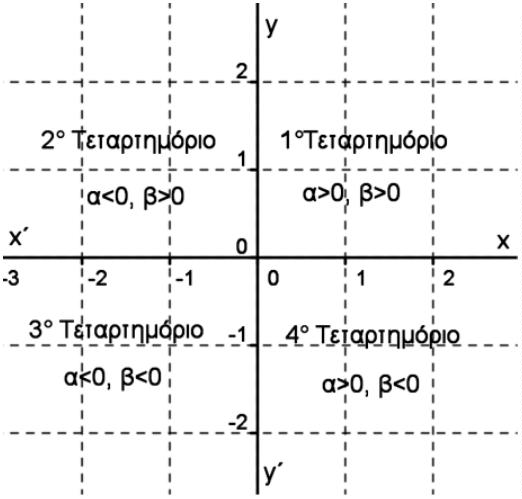 y
2
2° Τεταρτημόριο 1°Τεταρτημόριο
1
α<0, β>0 α>0, β>0
x´ 0 x
-3 -2 -1 0 1 2
3° Τεταρτημόριο -1 4° Τεταρτημόριο
α<0, β<0 α>0, β<0
-2
y´